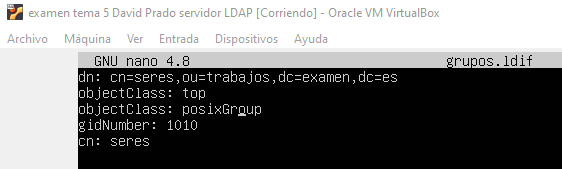 examen tema 5 David Prado servidor LDAP [Corriendo] - Oracle VM VirtualBox
Archivo Máquina Ver Entrada Dispositivos Ayuda
GNU nano 4.8 grupos.ldif
dn: cn=seres,ou=trabajos,dc=examen,dc=es
objectClass: top
objectClass: posixGroup
gidNumber: 1010
cn: seres